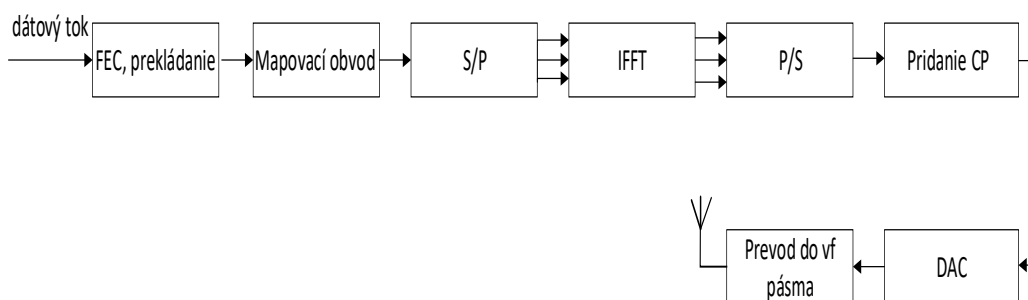 dátový tok
FEC, prekládanie
Mapovací obvod
S/P
IFFT
P/S
Pridanie CP
Prevod do vf
pásma
DAC